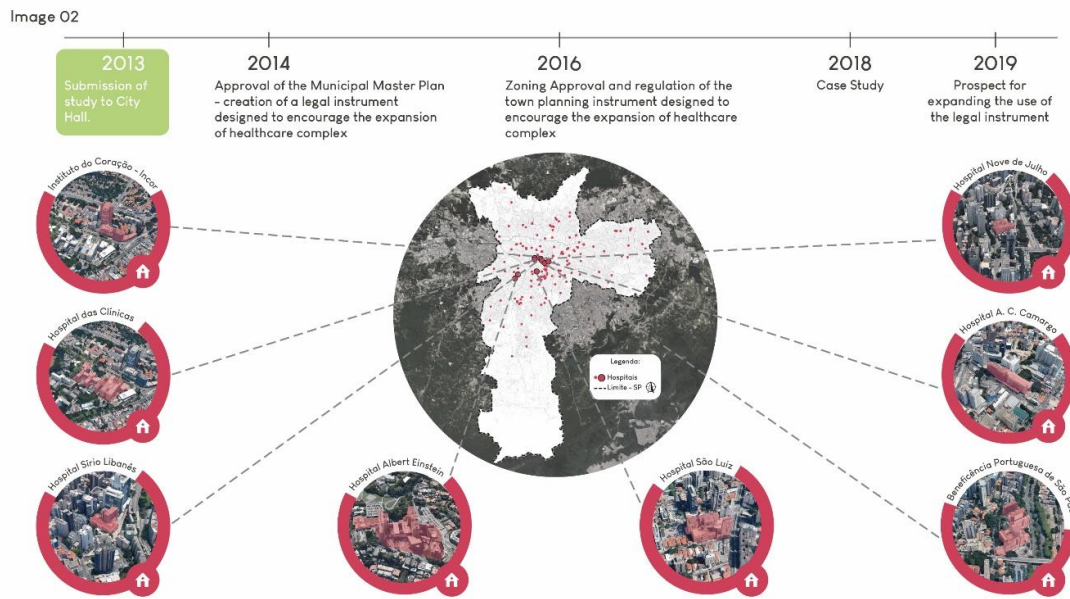 Image 02
2013
Submission of
study to City
Hall.
2014
Approval of the Municipal Master Plan
- creation of a legal instrument
designed to encourage the expansion
of healthcare complex
2016
Zoning Approval and regulation of the
town planning instrument designed to
encourage the expansion of healthcare
complex
2018
Case Study
2019
Prospect for
expanding the use of
the legal instrument
Instituto do Coração - Incor
Hospital Nove de Julho
Hospital das Clínicas
Hospital A. C. Camargo
Legenda:
Hospitais
Limite - SP
Hospital Sírio Libanês
Hospital Albert Einstein
Hospital São Luiz
Beneficência Portuguesa de São